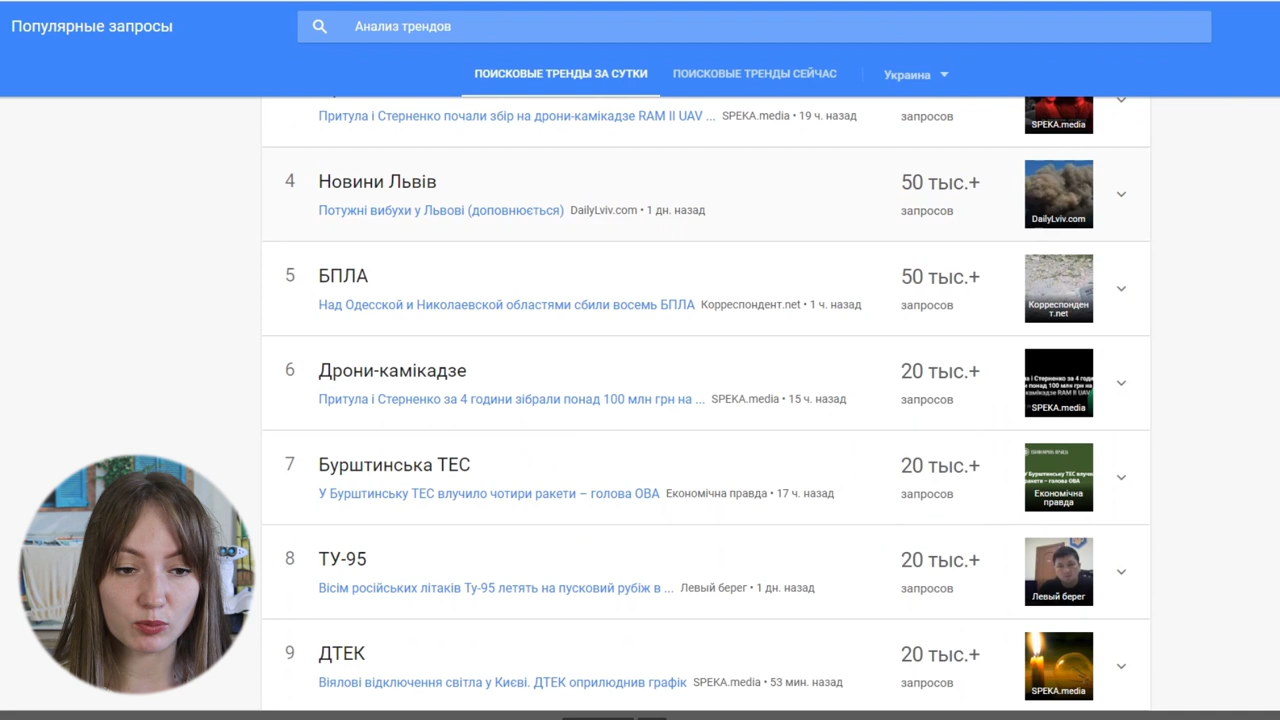 Популярные запросы
Анализ трендов
ПОИСКОВЫЕ ТРЕНДЫ ЗА СУТКИ
ПОИСКОВЫЕ ТРЕНДЫ СЕЙЧАС
Украина
Притула і Стерненко почали збір на дрони-камікадзе RAM II UAV ... SPEKA.media • 19 ч. назад
запросов
SPEKA.media
4
Новини Львів
50 тыс.+
Потужні вибухи у Львові (доповнюється) DailyLviv.com • 1 дн. назад
запросов
DailyLviv.com
5
БПЛА
50 тыс.+
Над Одесской и Николаевской областями сбили восемь БПЛА Корреспондент.net • 1 ч. назад
запросов
Корреспонден
т.net
6
Дрони-камікадзе
20 тыс.+
Притула і Стерненко за 4 години зібрали понад 100 млн грн на ... SPEKA.media • 15 ч. назад
запросов
SPEKA.media
7
Бурштинська ТЕС
20 тыс.+
У Бурштинську ТЕС влучило чотири ракети – голова ОВА Економічна правда • 17 ч. назад
запросов
Економічна
правда
8
ТУ-95
20 тыс.+
Вісім російських літаків Ту-95 летять на пусковий рубіж в ... Левый берег • 1 дн. назад
запросов
Левый берег
9
ДТЕК
20 тыс.+
Віялові відключення світла у Києві. ДТЕК оприлюднив графік SPEKA.media • 53 мин. назад
запросов
SPEKA.media